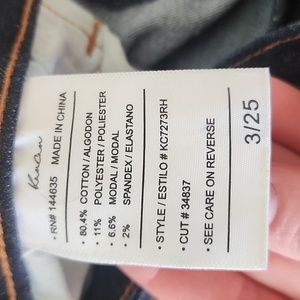 Kancan
• RN# 144635   MADE IN CHINA
• 80.4%  COTTON / ALGODON
• 11%  POLYESTER / POLIESTER
• 6.6%  MODAL / MODAL
• 2%  SPANDEX / ELASTANO
• STYLE / ESTILO # KC7273RH
• CUT # 34837
• SEE CARE ON REVERSE
3/25